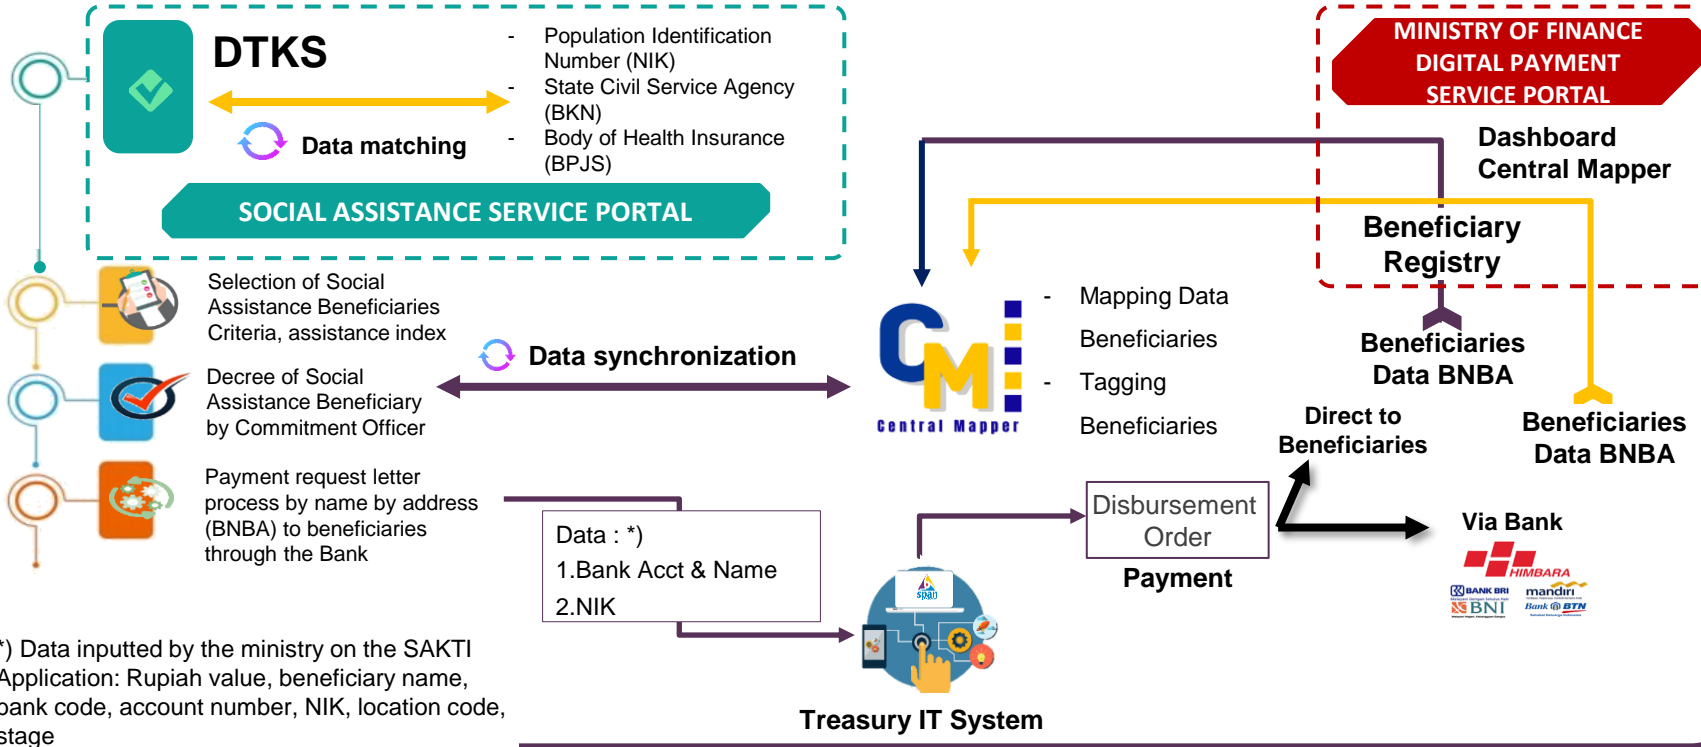 DTKS
- Population Identification
Number (NIK)
- State Civil Service Agency
(BKN)
- Body of Health Insurance
(BPJS)
Data matching
SOCIAL ASSISTANCE SERVICE PORTAL
MINISTRY OF FINANCE
DIGITAL PAYMENT
SERVICE PORTAL
Dashboard
Central Mapper
Beneficiary
Registry
Selection of Social
Assistance Beneficiaries
Criteria, assistance index
Decree of Social
Assistance Beneficiary
by Commitment Officer
Payment request letter
process by name by address
(BNBA) to beneficiaries
through the Bank
Data synchronization
CM
Central Mapper
- Mapping Data
Beneficiaries
- Tagging
Beneficiaries
Beneficiaries
Data BNBA
Beneficiaries
Data BNBA
Direct to
Beneficiaries
Data : *)
1.Bank Acct & Name
2.NIK
Disbursement
Order
Payment
Via Bank
HIMBARA
BANK BRI
mandiri
BNI
Bank BTN
span
Treasury IT System
*) Data inputted by the ministry on the SAKTI
Application: Rupiah value, beneficiary name,
bank code, account number, NIK, location code,
stage